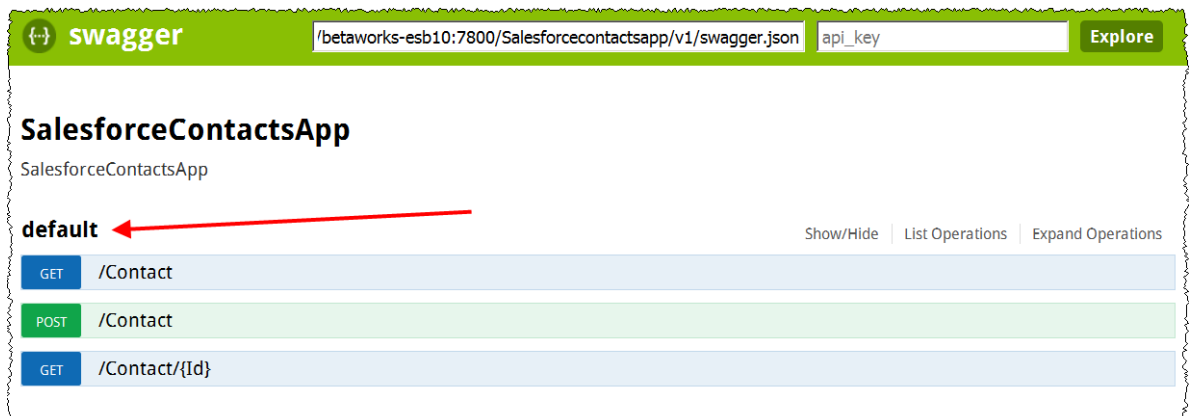 {··} swagger /betaworks-esb10:7800/Salesforcecontactsapp/v1/swagger.json api_key Explore
SalesforceContactsApp
SalesforceContactsApp
default
Show/Hide List Operations Expand Operations
GET /Contact
POST /Contact
GET /Contact/{Id}